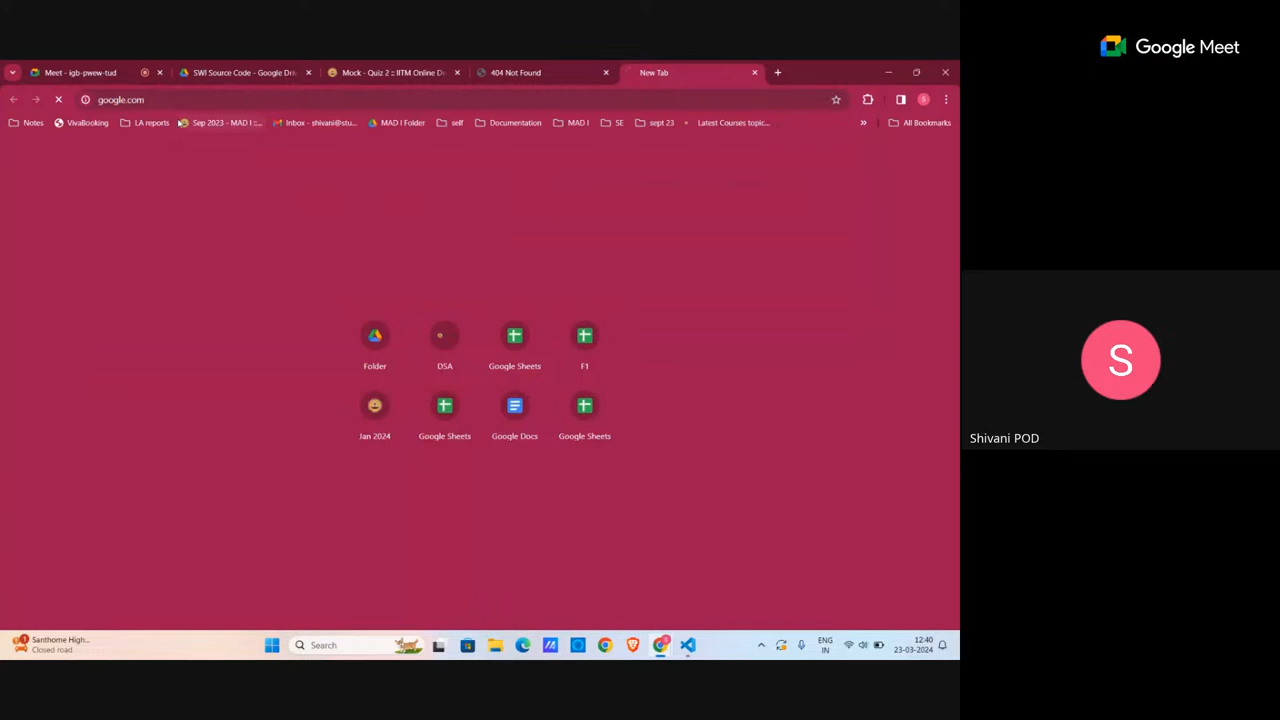 Google Meet
Meet - igb-pwew-tud
SWI Source Code - Google Dri
Mock - Quiz 2 :: IITM Online D
404 Not Found
New Tab
google.com
S
Notes
VivaBooking
LA reports
Sep 2023 - MAD I ::...
Inbox - shivani@stu...
MAD I Folder
self
Documentation
MAD I
SE
sept 23
Latest Courses topic...
»
All Bookmarks
Folder
DSA
Google Sheets
F1
Jan 2024
Google Sheets
Google Docs
Google Sheets
S
Shivani POD
1
Santhome High...
Closed road
Search
ENG
IN
12:40
23-03-2024